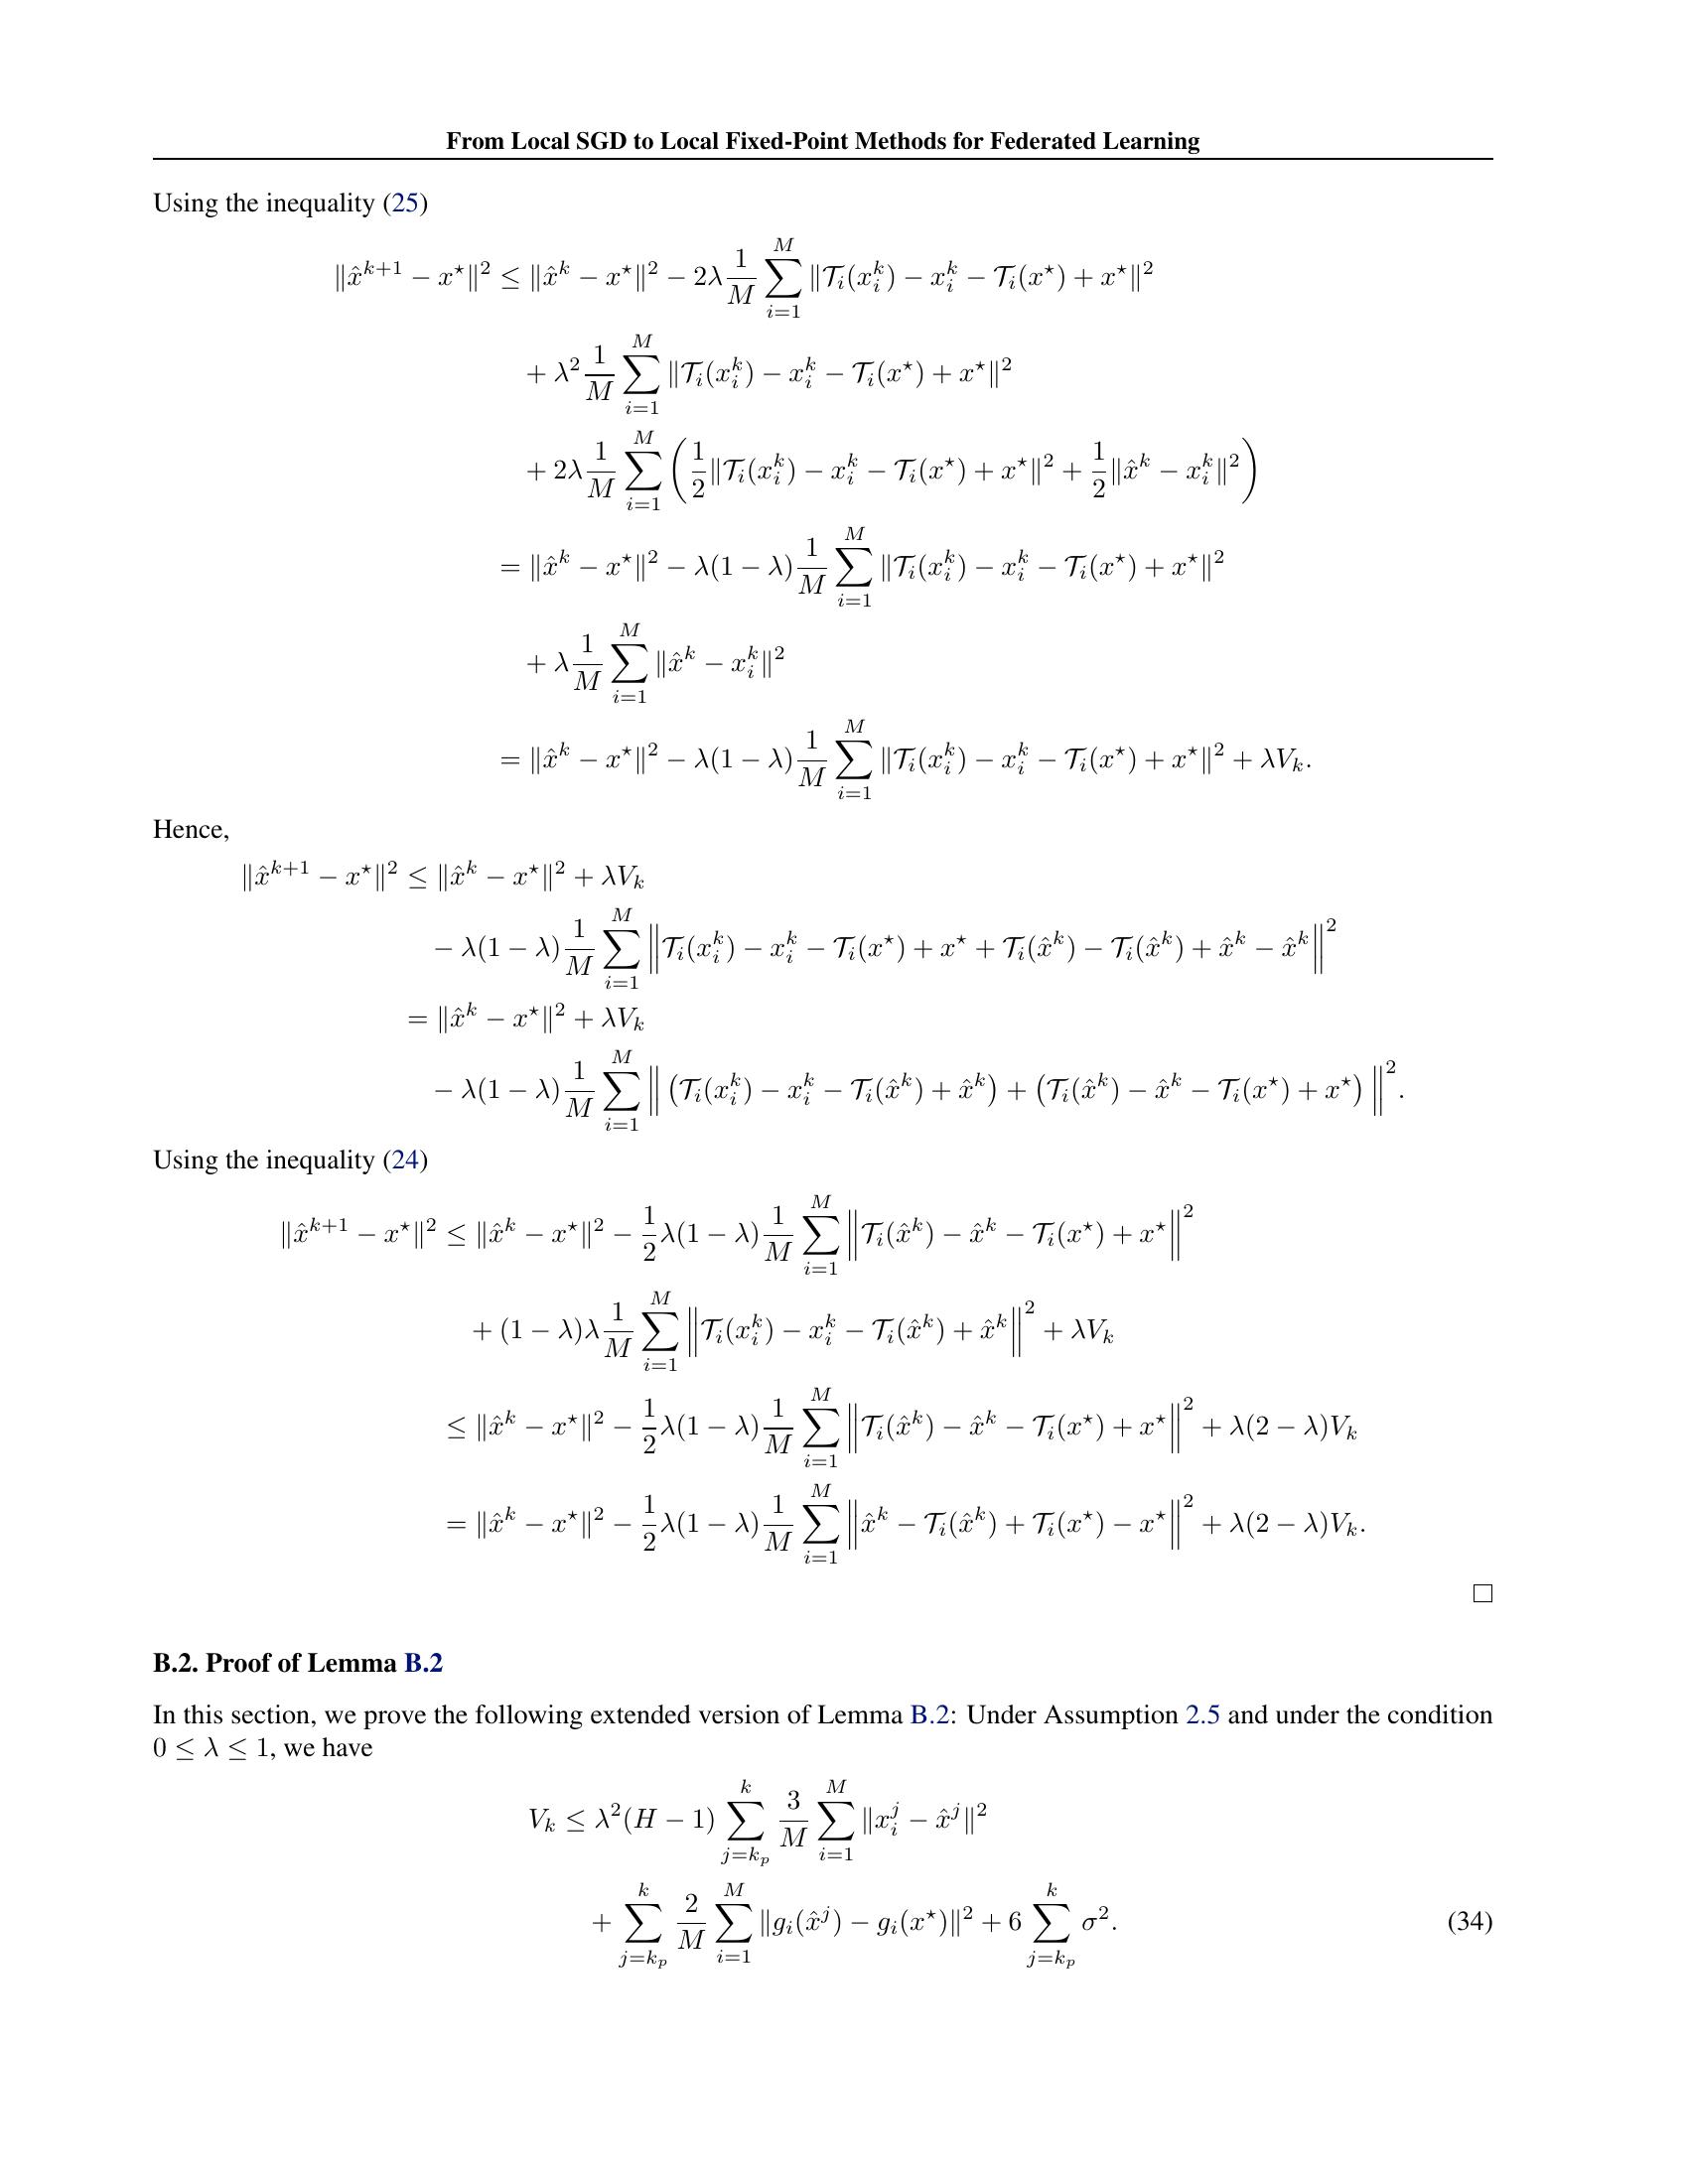 From Local SGD to Local Fixed-Point Methods for Federated Learning
Using the inequality (25)
$\|\hat{x}^{k+1} - x^\star\|^2 \leq \|\hat{x}^k - x^\star\|^2 - 2\lambda \frac{1}{M} \sum_{i=1}^{M} \|\mathcal{T}_i(x_i^k) - x_i^k - \mathcal{T}_i(x^\star) + x^\star\|^2$
$+ \lambda^2 \frac{1}{M} \sum_{i=1}^{M} \|\mathcal{T}_i(x_i^k) - x_i^k - \mathcal{T}_i(x^\star) + x^\star\|^2$
$+ 2\lambda \frac{1}{M} \sum_{i=1}^{M} \left( \frac{1}{2} \|\mathcal{T}_i(x_i^k) - x_i^k - \mathcal{T}_i(x^\star) + x^\star\|^2 + \frac{1}{2} \|\hat{x}^k - x_i^k\|^2 \right)$
$= \|\hat{x}^k - x^\star\|^2 - \lambda(1 - \lambda) \frac{1}{M} \sum_{i=1}^{M} \|\mathcal{T}_i(x_i^k) - x_i^k - \mathcal{T}_i(x^\star) + x^\star\|^2$
$+ \lambda \frac{1}{M} \sum_{i=1}^{M} \|\hat{x}^k - x_i^k\|^2$
$= \|\hat{x}^k - x^\star\|^2 - \lambda(1 - \lambda) \frac{1}{M} \sum_{i=1}^{M} \|\mathcal{T}_i(x_i^k) - x_i^k - \mathcal{T}_i(x^\star) + x^\star\|^2 + \lambda V_k.$
Hence,
$\|\hat{x}^{k+1} - x^\star\|^2 \leq \|\hat{x}^k - x^\star\|^2 + \lambda V_k$
$- \lambda(1 - \lambda) \frac{1}{M} \sum_{i=1}^{M} \left\| \mathcal{T}_i(x_i^k) - x_i^k - \mathcal{T}_i(x^\star) + x^\star + \mathcal{T}_i(\hat{x}^k) - \mathcal{T}_i(\hat{x}^k) + \hat{x}^k - \hat{x}^k \right\|^2$
$= \|\hat{x}^k - x^\star\|^2 + \lambda V_k$
$- \lambda(1 - \lambda) \frac{1}{M} \sum_{i=1}^{M} \left\| \left( \mathcal{T}_i(x_i^k) - x_i^k - \mathcal{T}_i(\hat{x}^k) + \hat{x}^k \right) + \left( \mathcal{T}_i(\hat{x}^k) - \hat{x}^k - \mathcal{T}_i(x^\star) + x^\star \right) \right\|^2.$
Using the inequality (24)
$\|\hat{x}^{k+1} - x^\star\|^2 \leq \|\hat{x}^k - x^\star\|^2 - \frac{1}{2} \lambda(1 - \lambda) \frac{1}{M} \sum_{i=1}^{M} \left\| \mathcal{T}_i(\hat{x}^k) - \hat{x}^k - \mathcal{T}_i(x^\star) + x^\star \right\|^2$
$+ (1 - \lambda)\lambda \frac{1}{M} \sum_{i=1}^{M} \left\| \mathcal{T}_i(x_i^k) - x_i^k - \mathcal{T}_i(\hat{x}^k) + \hat{x}^k \right\|^2 + \lambda V_k$
$\leq \|\hat{x}^k - x^\star\|^2 - \frac{1}{2} \lambda(1 - \lambda) \frac{1}{M} \sum_{i=1}^{M} \left\| \mathcal{T}_i(\hat{x}^k) - \hat{x}^k - \mathcal{T}_i(x^\star) + x^\star \right\|^2 + \lambda(2 - \lambda) V_k$
$= \|\hat{x}^k - x^\star\|^2 - \frac{1}{2} \lambda(1 - \lambda) \frac{1}{M} \sum_{i=1}^{M} \left\| \hat{x}^k - \mathcal{T}_i(\hat{x}^k) + \mathcal{T}_i(x^\star) - x^\star \right\|^2 + \lambda(2 - \lambda) V_k.$
□
B.2. Proof of Lemma B.2
In this section, we prove the following extended version of Lemma B.2: Under Assumption 2.5 and under the condition
$0 \leq \lambda \leq 1$, we have
$V_k \leq \lambda^2 (H - 1) \sum_{j=k_p}^{k} \frac{3}{M} \sum_{i=1}^{M} \|x_i^j - \hat{x}^j\|^2$
$+ \sum_{j=k_p}^{k} \frac{2}{M} \sum_{i=1}^{M} \|g_i(\hat{x}^j) - g_i(x^\star)\|^2 + 6 \sum_{j=k_p}^{k} \sigma^2.$ (34)